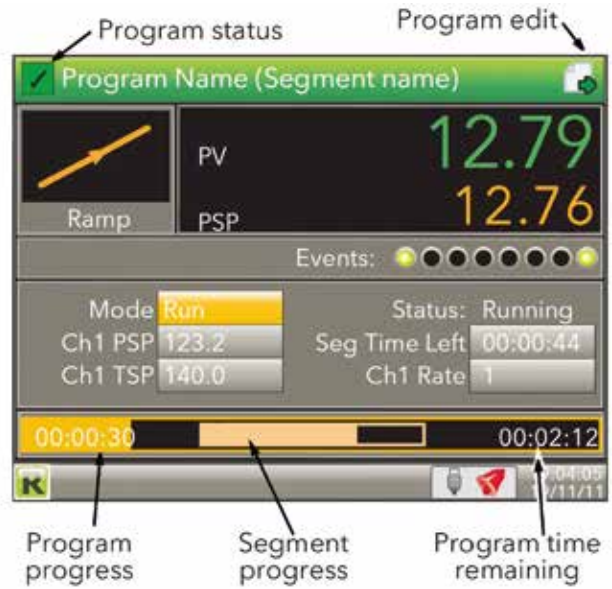 Program status
Program edit
Program Name (Segment name)
PV 12.79
Ramp
PSP 12.76
Events:
Mode Run
Status: Running
Ch1 PSP 123.2
Seg Time Left 00:00:44
Ch1 TSP 140.0
Ch1 Rate 1
00:00:30
00:02:12
K
Program progress
Segment progress
Program time remaining